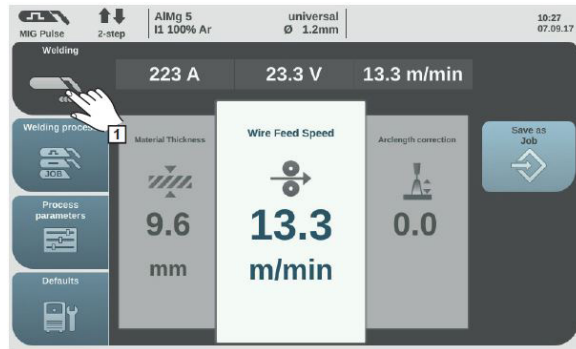 MIG Pulse
2-step
AlMg 5
I1 100% Ar
universal
Ø 1.2mm
10:27
07.09.17
Welding
223 A
23.3 V
13.3 m/min
Welding proces
1
JOB
Process
parameters
Defaults
Material Thickness
9.6
mm
Wire Feed Speed
13.3
m/min
Arclength correction
0.0
Save as
Job